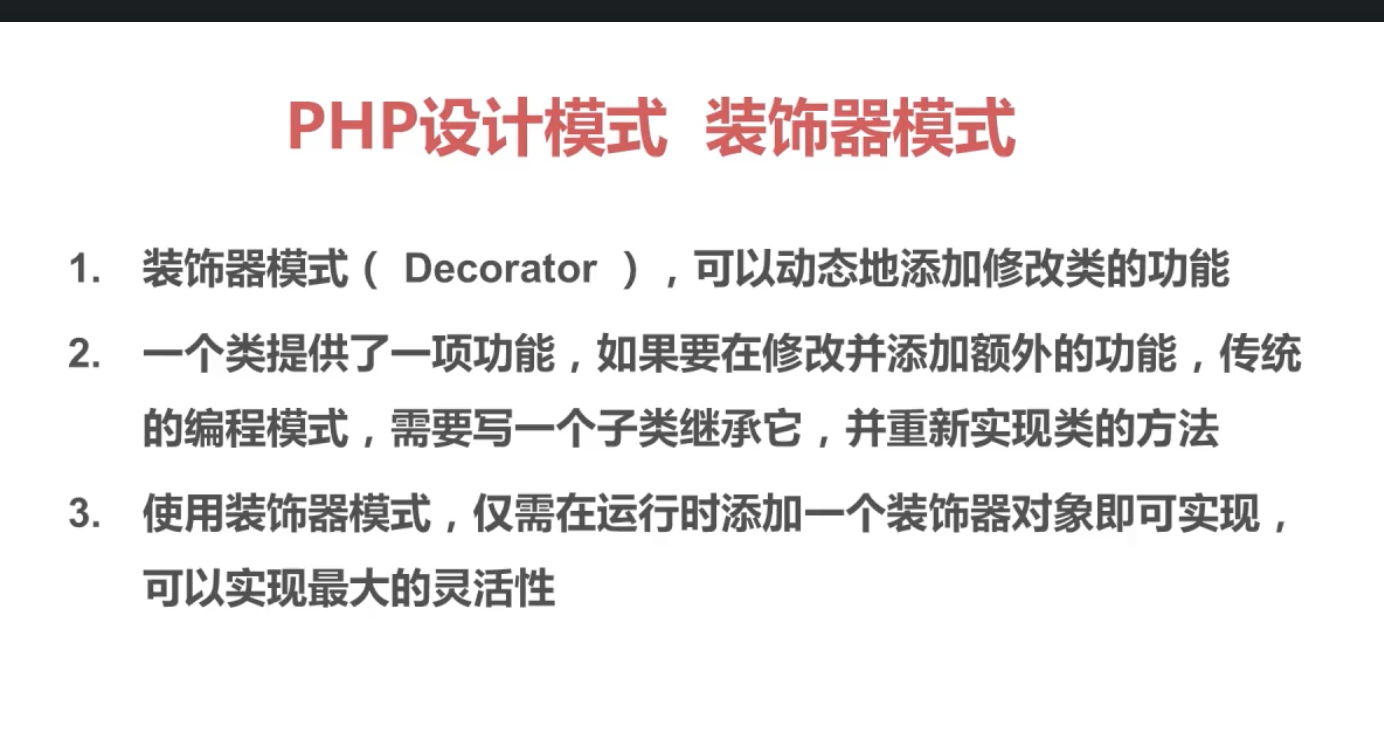 PHP设计模式 装饰器模式
1. 装饰器模式（ Decorator ），可以动态地添加修改类的功能
2. 一个类提供了一项功能，如果要在修改并添加额外的功能，传统
的编程模式，需要写一个子类继承它，并重新实现类的方法
3. 使用装饰器模式，仅需在运行时添加一个装饰器对象即可实现，
可以实现最大的灵活性